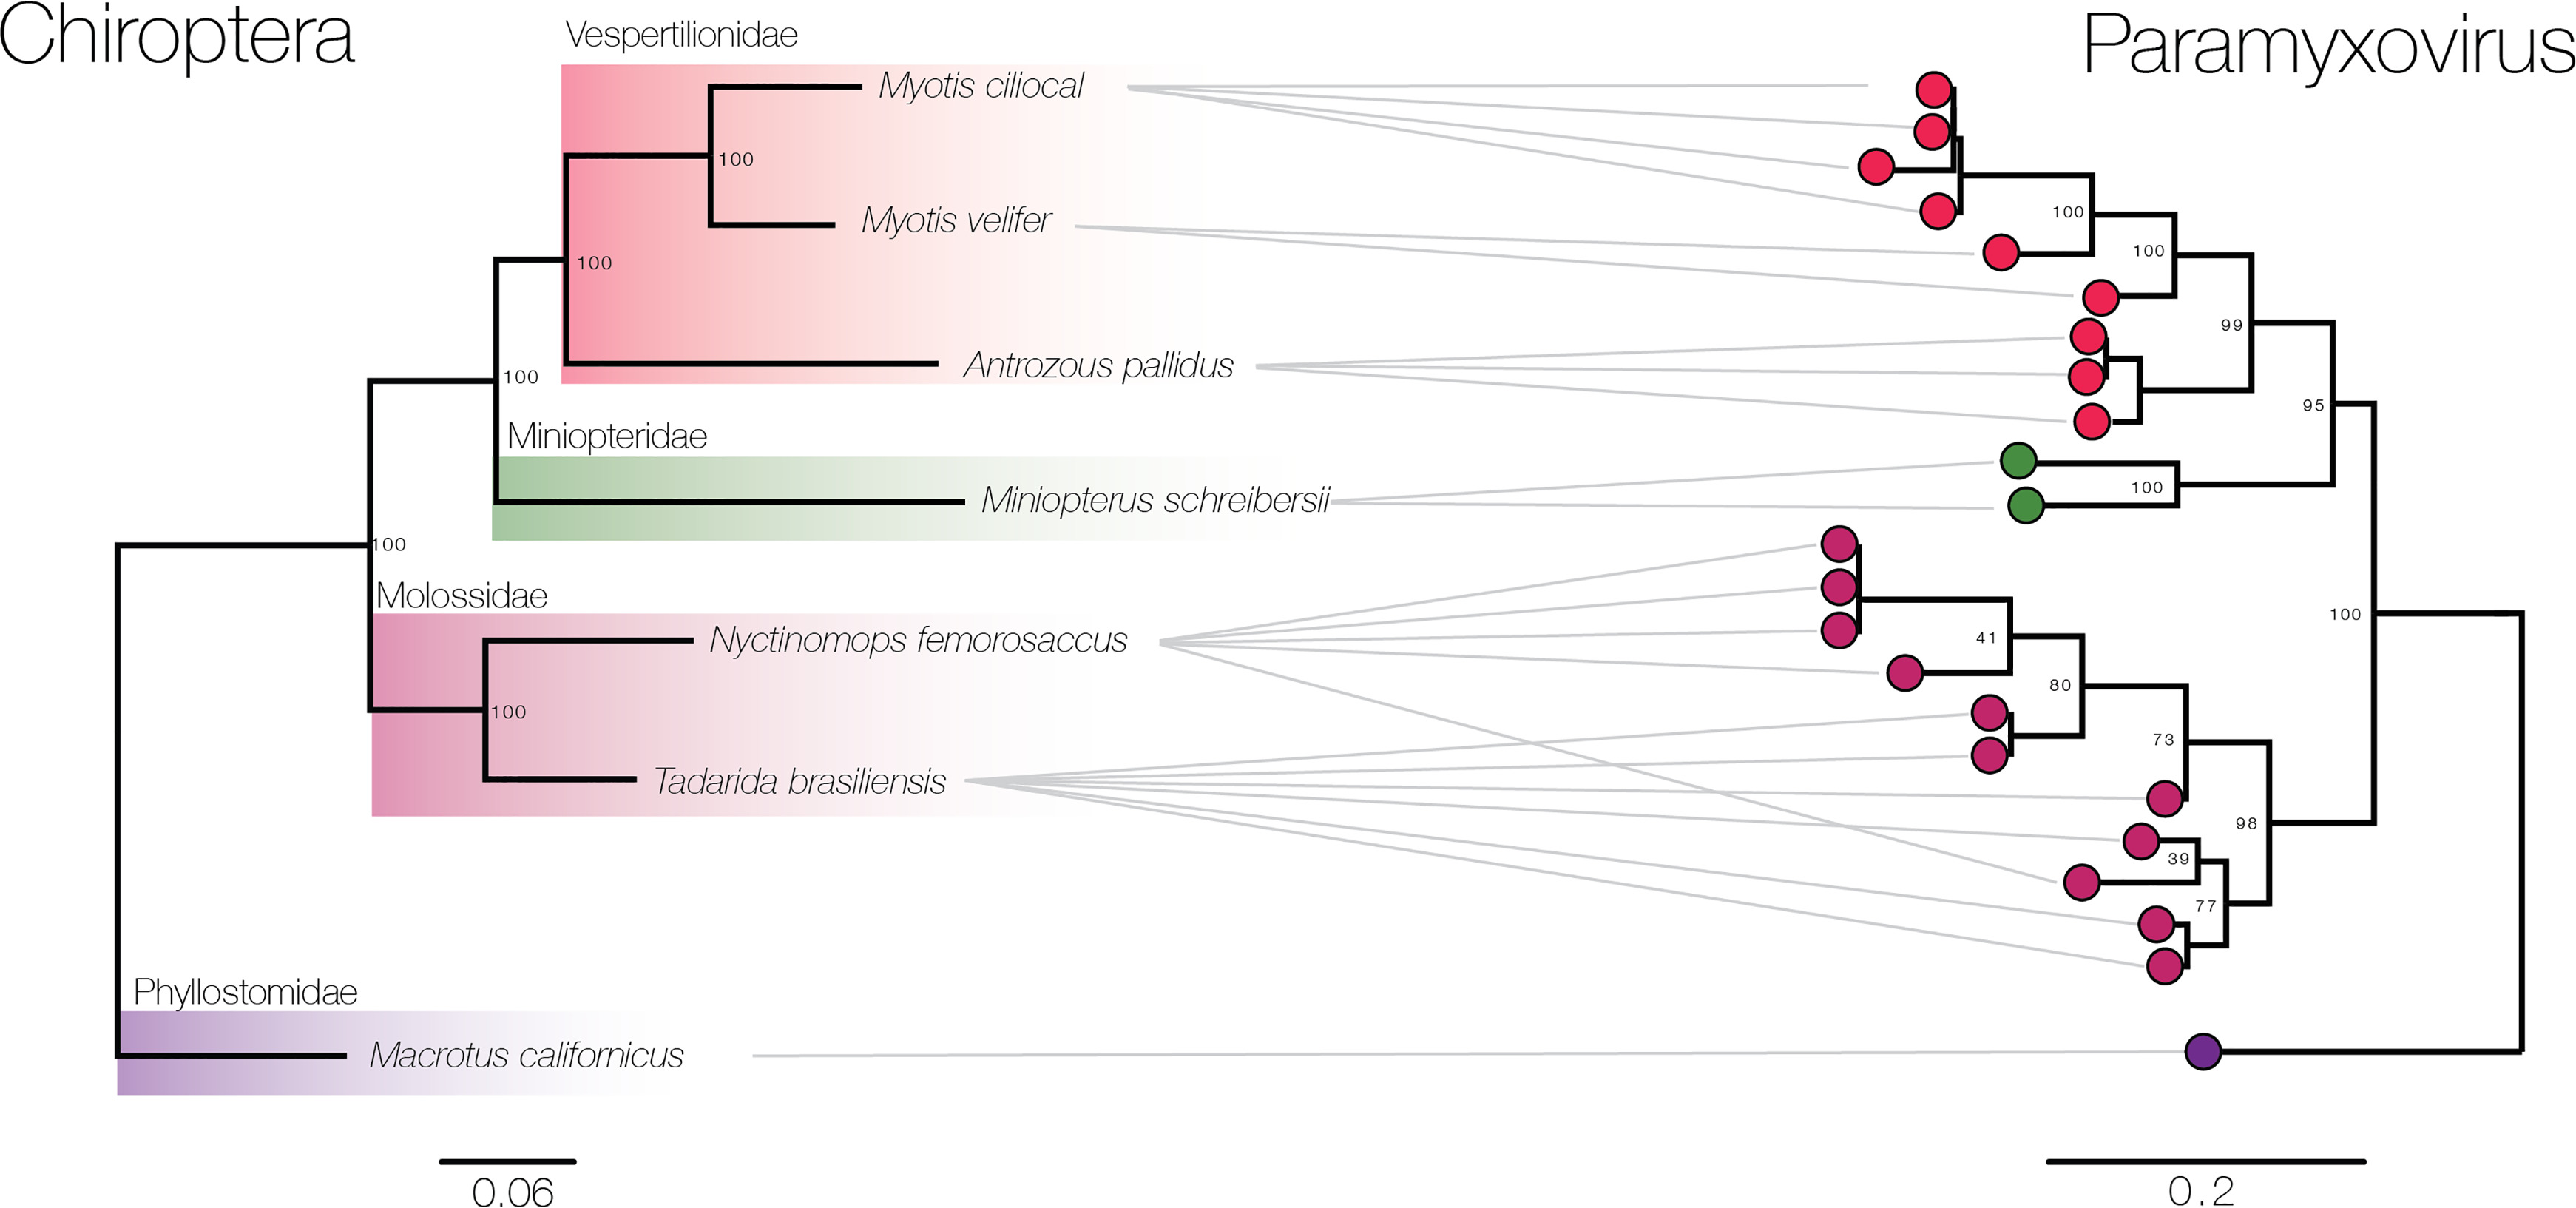 Chiroptera
Paramyxovirus
Vespertilionidae
Myotis ciliocal
100
Myotis velifer
100
Antrozous pallidus
100
Miniopteridae
Miniopterus schreibersii
100
Molossidae
Nyctinomops femorosaccus
100
Tadarida brasiliensis
Phyllostomidae
Macrotus californicus
0.06
100
100
99
95
100
100
41
80
73
98
39
77
0.2